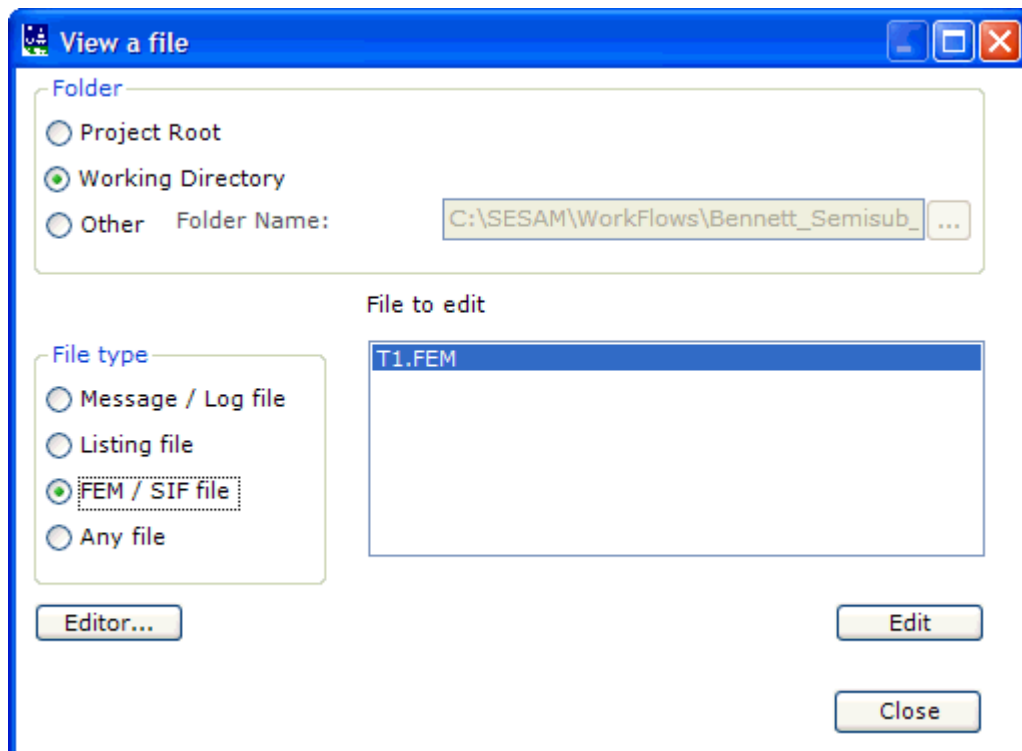 View a file
Folder
Project Root
Working Directory
Other Folder Name: C:\SESAM\WorkFlows\Bennett_Semisub_ ...
File to edit
File type
T1.FEM
Message / Log file
Listing file
FEM / SIF file
Any file
Editor... Edit
Close